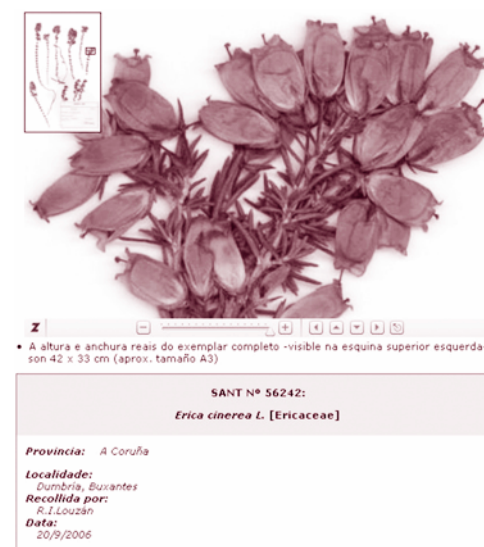 Z
• A altura e anchura reais do exemplar completo -visible na esquina superior esquerda-
son 42 x 33 cm (aprox. tamaño A3)
SANT Nº 56242:
Erica cinerea L. [Ericaceae]
Provincia: A Coruña
Localidade:
Dumbría, Buxantes
Recollida por:
R.I.Louzán
Data:
20/9/2006